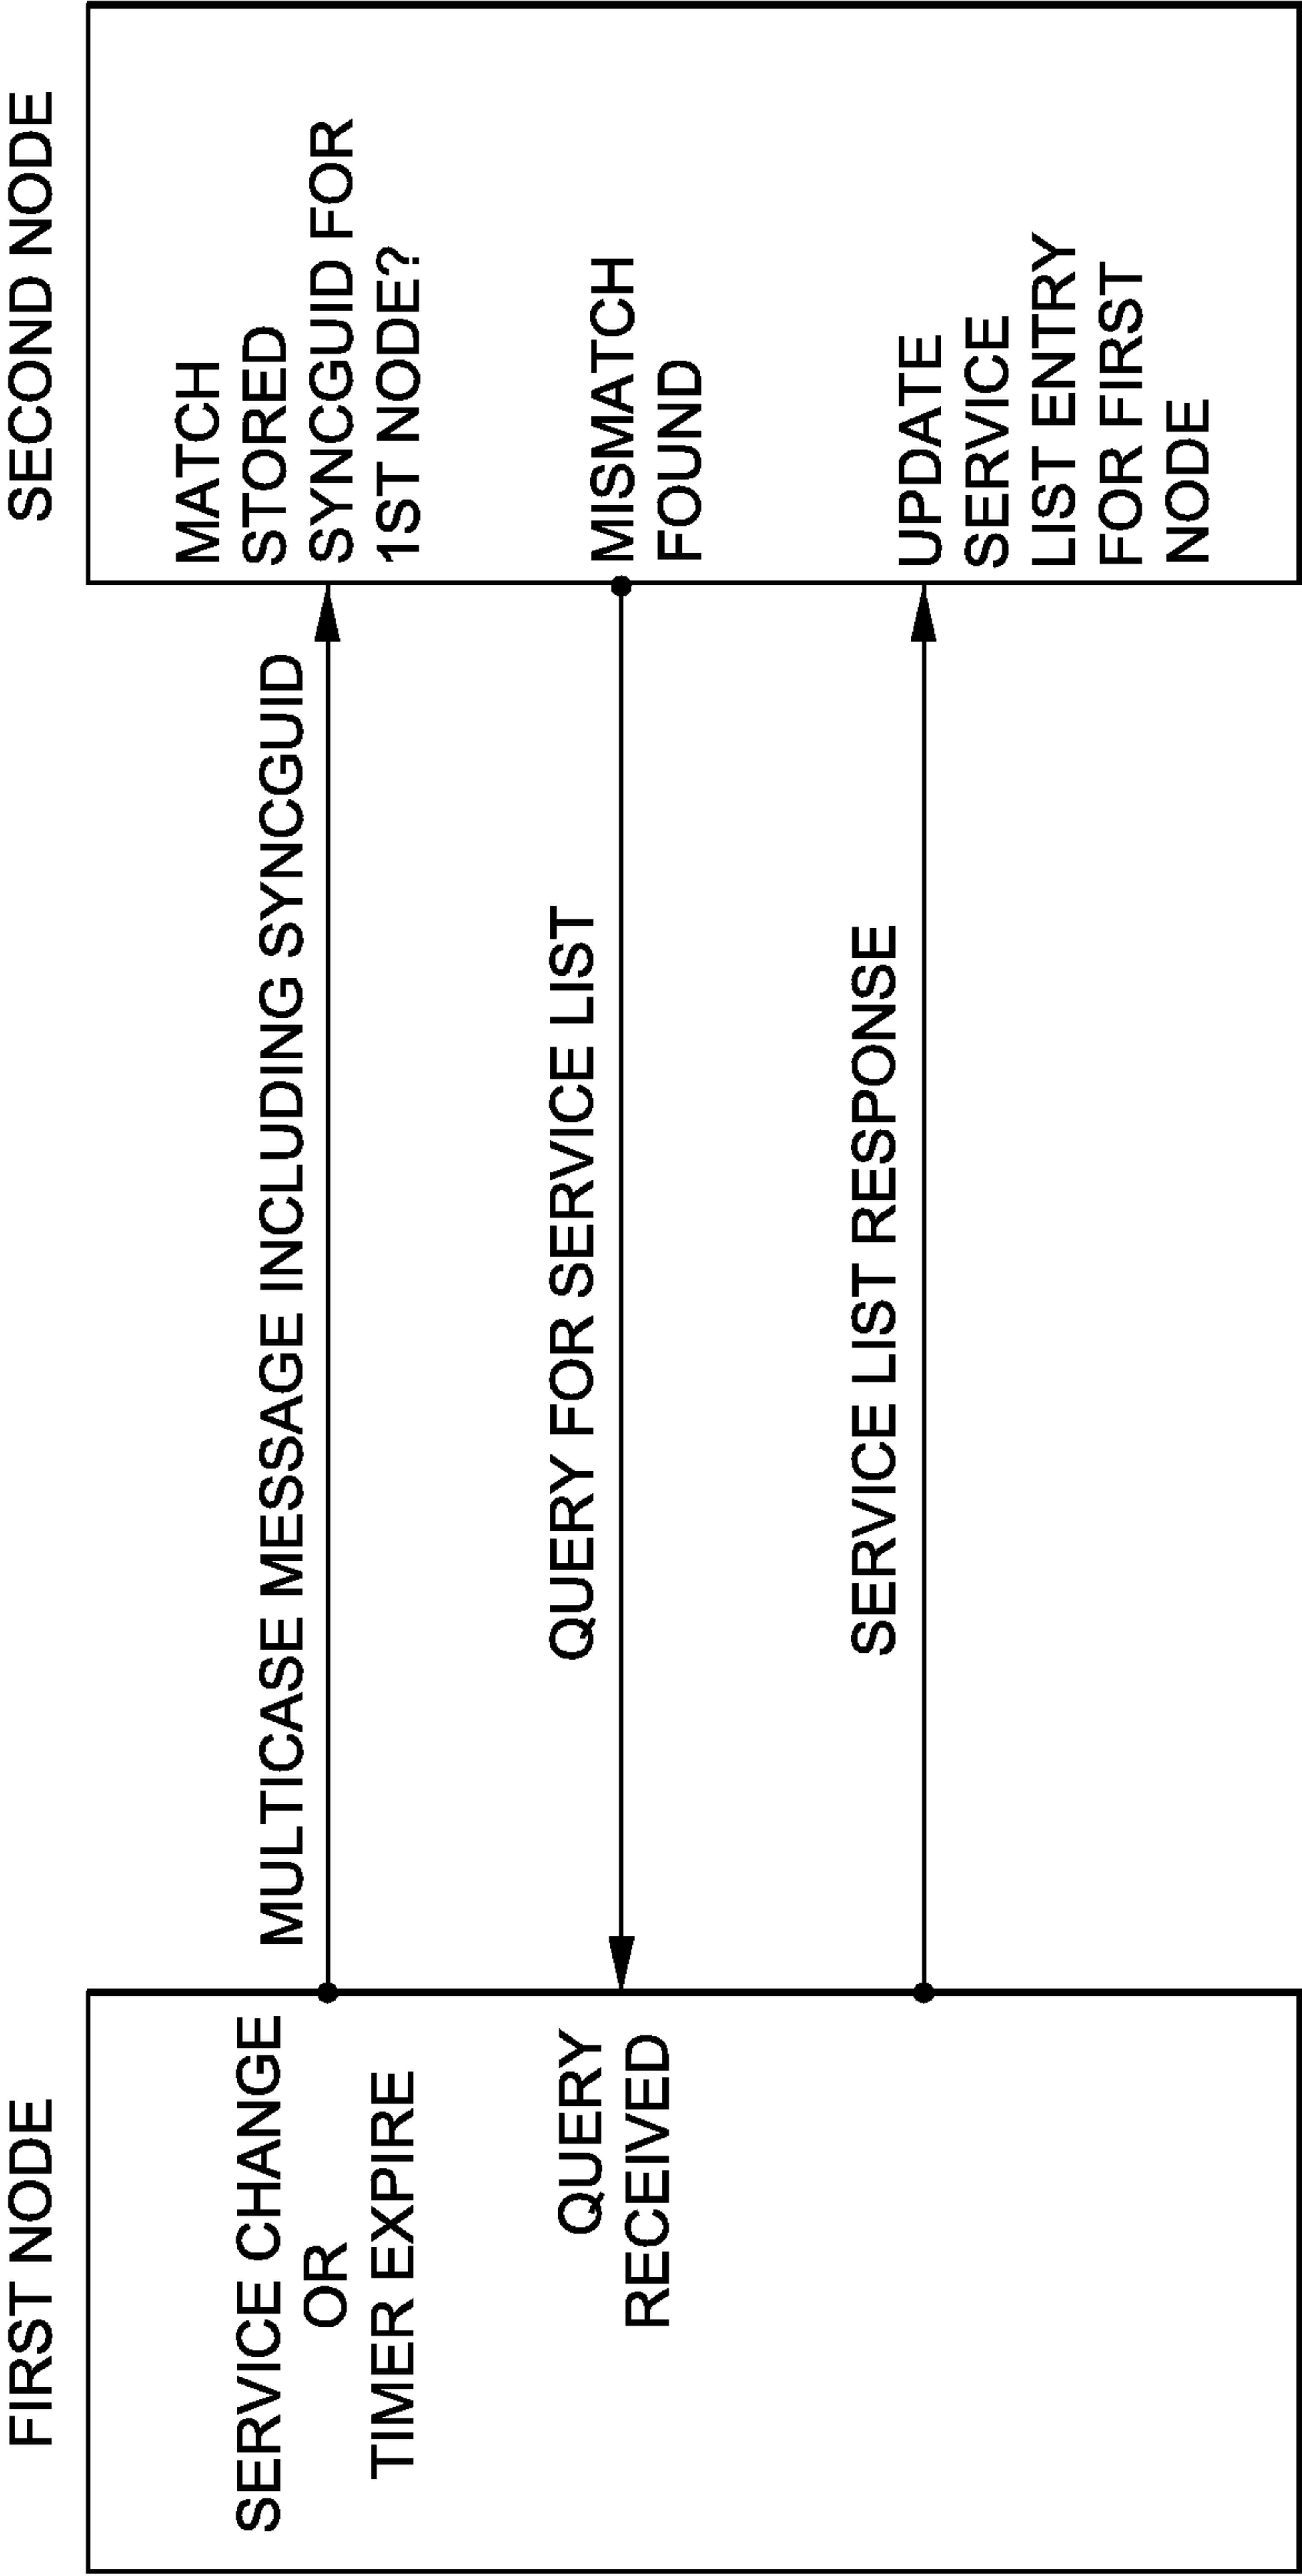 FIRST NODE
SECOND NODE
SERVICE CHANGE
OR
TIMER EXPIRE
MULTICASE MESSAGE INCLUDING SYNCGUID
MATCH
STORED
SYNCGUID FOR
1ST NODE?
QUERY
RECEIVED
QUERY FOR SERVICE LIST
MISMATCH
FOUND
SERVICE LIST RESPONSE
UPDATE
SERVICE
LIST ENTRY
FOR FIRST
NODE